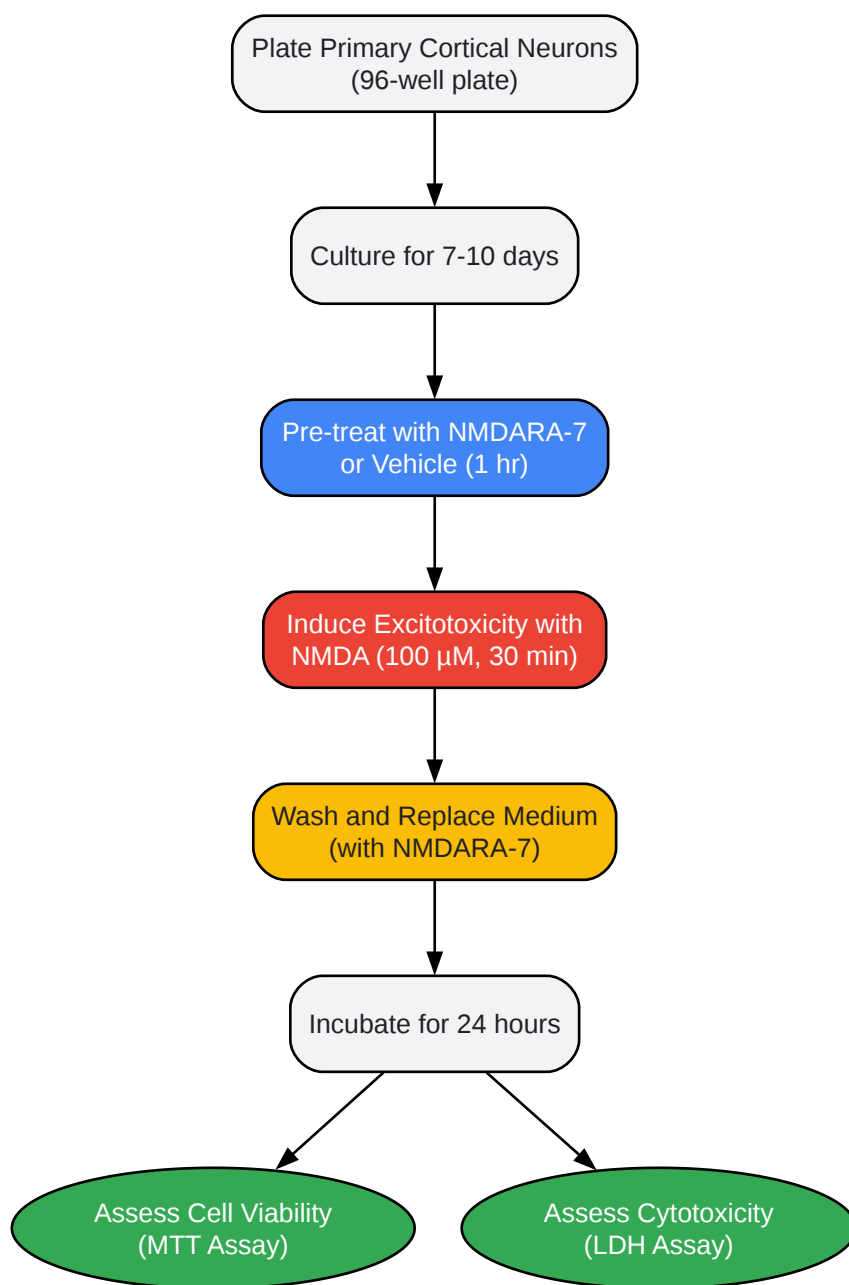 Plate Primary Cortical Neurons
(96-well plate)
Culture for 7-10 days
Pre-treat with NMDARA-7
or Vehicle (1 hr)
Induce Excitotoxicity with
NMDA (100 µM, 30 min)
Wash and Replace Medium
(with NMDARA-7)
Incubate for 24 hours
Assess Cell Viability
(MTT Assay)
Assess Cytotoxicity
(LDH Assay)